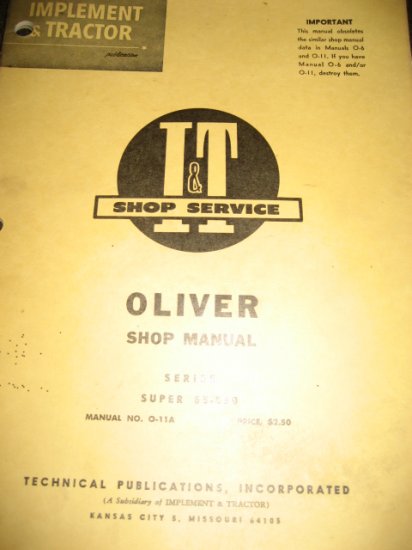 IMPLEMENT
& TRACTOR
publication
IMPORTANT
This manual obsoletes
the similar shop manual
data in Manuals O-6
and O-11. If you have
Manual O-6 and/or
O-11, destroy them.
I&T
SHOP SERVICE
OLIVER
SHOP MANUAL
SERIES
SUPER
MANUAL NO. O-11A
PRICE, $2.50
TECHNICAL PUBLICATIONS, INCORPORATED
(A Subsidiary of IMPLEMENT & TRACTOR)
KANSAS CITY 5, MISSOURI 64105